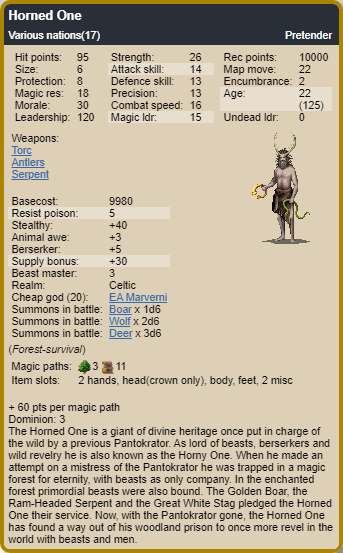 Horned One
Various nations(17) Pretender
Hit points: 95 Strength: 26 Rec points: 10000
Size: 6 Attack skill: 14 Map move: 22
Protection: 8 Defence skill: 13 Encumbrance: 2
Magic res: 18 Precision: 13 Age: 22
Morale: 30 Combat speed: 16 (125)
Leadership: 120 Magic ldr: 15 Undead ldr: 0
Weapons:
Torc
Antlers
Serpent
Basecost: 9980
Resist poison: 5
Stealthy: +40
Animal awe: +3
Berserker: +5
Supply bonus: +30
Beast master: 3
Realm: Celtic
Cheap god (20): EA Marverni
Summons in battle: Boar x 1d6
Summons in battle: Wolf x 2d6
Summons in battle: Deer x 3d6
(Forest-survival)
Magic paths: 3 11
Item slots: 2 hands, head(crown only), body, feet, 2 misc
+ 60 pts per magic path
Dominion: 3
The Horned One is a giant of divine heritage once put in charge of
the wild by a previous Pantokrator. As lord of beasts, berserkers and
wild revelry he is also known as the Horny One. When he made an
attempt on a mistress of the Pantokrator he was trapped in a magic
forest for eternity, with beasts as only company. In the enchanted
forest primordial beasts were also bound. The Golden Boar, the
Ram-Headed Serpent and the Great White Stag pledged the Horned
One their service. Now, with the Pantokrator gone, the Horned One
has found a way out of his woodland prison to once more revel in the
world with beasts and men.